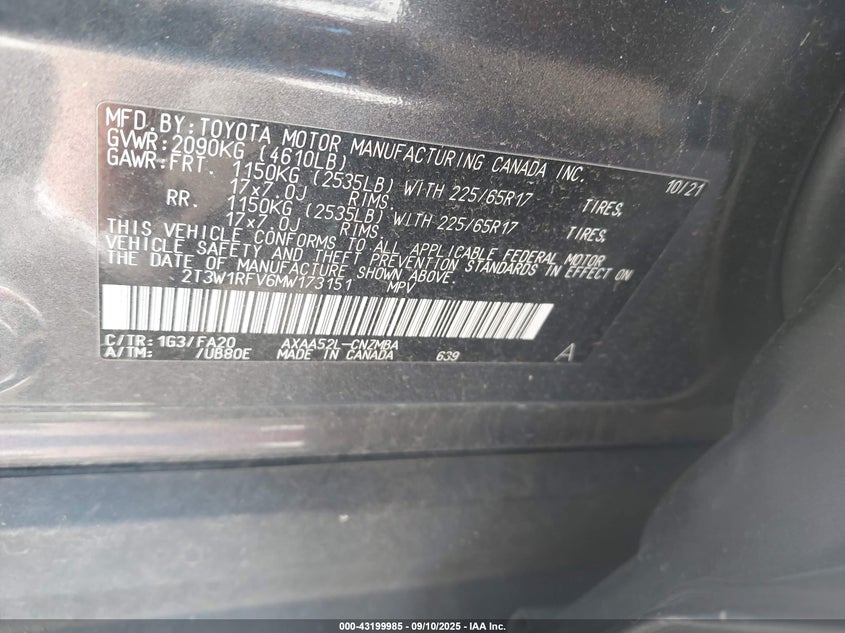 MFD.BY:TOYOTA MOTOR MANUFACTURING CANADA INC. 10/21
GVWR:2090KG (4610LB)
GAWR:FRT. 1150KG (2535LB) WITH 225/65R17 TIRES,
17x7.0J RIMS
RR. 1150KG (2535LB) WITH 225/65R17 TIRES,
17x7.0J RIMS
THIS VEHICLE CONFORMS TO ALL APPLICABLE FEDERAL MOTOR
VEHICLE SAFETY AND THEFT PREVENTION STANDARDS IN EFFECT ON
THE DATE OF MANUFACTURE SHOWN ABOVE.
2T3W1RFV6MW173151 MPV
C/TR:1G3/FA20 AXAA52L-CNZMBA
A/TM: /UB80E MADE IN CANADA 639 A
000-43199985 - 09/10/2025 - IAA Inc.